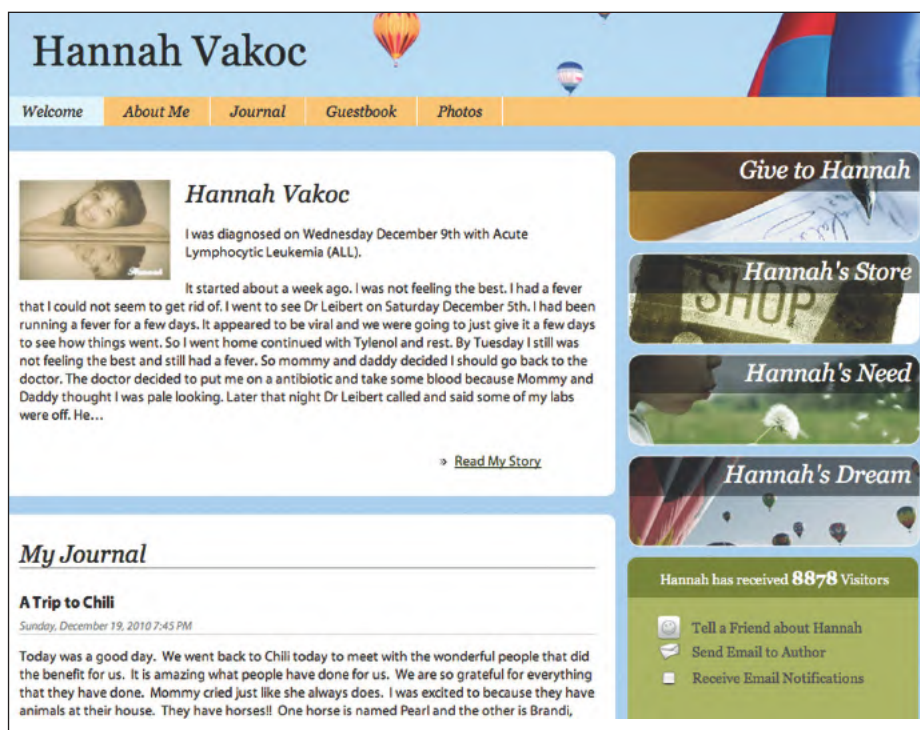 Hannah Vakoc
Welcome
About Me
Journal
Guestbook
Photos
Hannah
Hannah Vakoc
I was diagnosed on Wednesday December 9th with Acute
Lymphocytic Leukemia (ALL).
It started about a week ago. I was not feeling the best. I had a fever
that I could not seem to get rid of. I went to see Dr Leibert on Saturday December 5th. I had been
running a fever for a few days. It appeared to be viral and we were going to just give it a few days
to see how things went. So I went home continued with Tylenol and rest. By Tuesday I still was
not feeling the best and still had a fever. So mommy and daddy decided I should go back to the
doctor. The doctor decided to put me on a antibiotic and take some blood because Mommy and
Daddy thought I was pale looking. Later that night Dr Leibert called and said some of my labs
were off. He...
» Read My Story
My Journal
A Trip to Chili
Sunday, December 19, 2010 7:45 PM
Today was a good day. We went back to Chili today to meet with the wonderful people that did
the benefit for us. It is amazing what people have done for us. We are so grateful for everything
that they have done. Mommy cried just like she always does. I was excited to because they have
animals at their house. They have horses!! One horse is named Pearl and the other is Brandi,
Give to Hannah
Hannah's Store
SHOP
Hannah's Need
Hannah's Dream
Hannah has received 8878 Visitors
Tell a Friend about Hannah
Send Email to Author
Receive Email Notifications